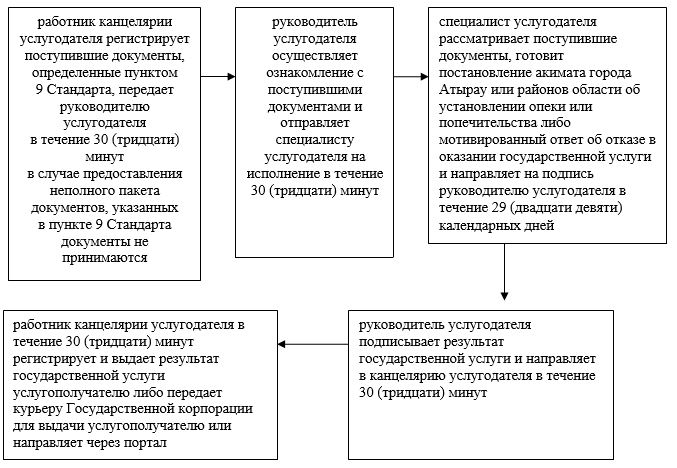 работник канцелярии
услугодателя регистрирует
поступившие документы,
определенные пунктом
9 Стандарта, передает
руководителю
услугодателя
в течение 30 (тридцати)
минут
в случае предоставления
неполного пакета
документов, указанных
в пункте 9 Стандарта
документы не
принимаются
руководитель
услугодателя
осуществляет
ознакомление с
поступившими
документами и
отправляет
специалисту
услугодателя на
исполнение в течение
30 (тридцати) минут
специалист услугодателя
рассматривает поступившие
документы, готовит
постановление акимата города
Атырау или районов области об
установлении опеки или
попечительства либо
мотивированный ответ об отказе в
оказании государственной услуги
и направляет на подпись
руководителю услугодателя в
течение 29 (двадцати девяти)
календарных дней
руководитель услугодателя
подписывает результат
государственной услуги и направляет
в канцелярию услугодателя в течение
30 (тридцати) минут
работник канцелярии услугодателя в
течение 30 (тридцати) минут
регистрирует и выдает результат
государственной услуги
услугополучателю либо передает
курьеру Государственной корпорации
для выдачи услугополучателю или
направляет через портал